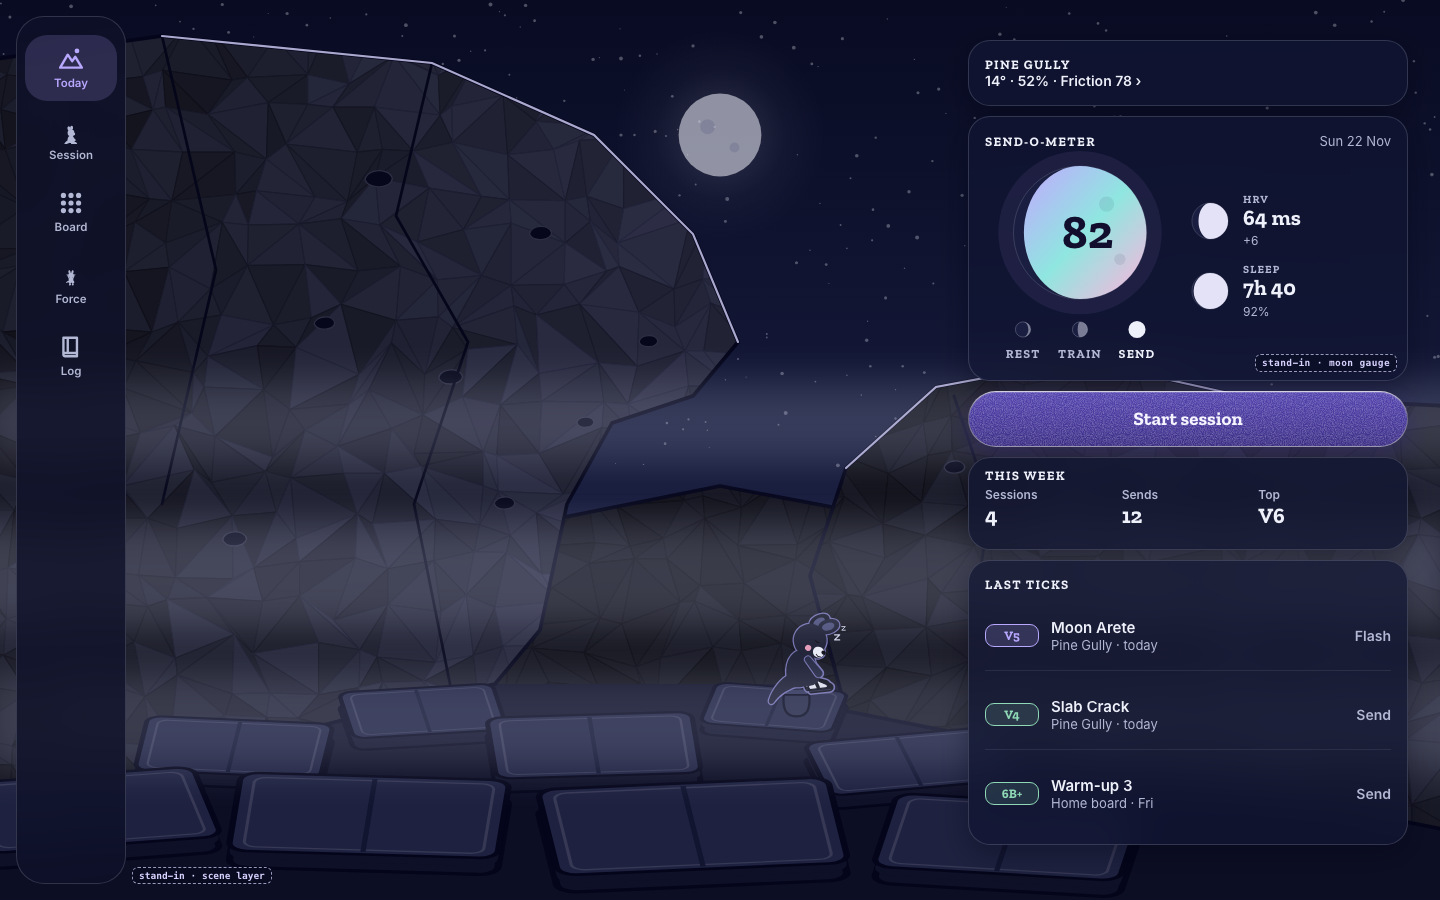 Today
Session
Board
Force
Log
z
z
stand-in · scene layer
PINE GULLY
14° · 52% · Friction 78 ›
SEND-O-METER
Sun 22 Nov
82
REST
TRAIN
SEND
HRV
64 ms
+6
SLEEP
7h 40
92%
stand-in · moon gauge
Start session
THIS WEEK
Sessions
4
Sends
12
Top
V6
LAST TICKS
V5
Moon Arete
Pine Gully · today
Flash
V4
Slab Crack
Pine Gully · today
Send
6B+
Warm-up 3
Home board · Fri
Send